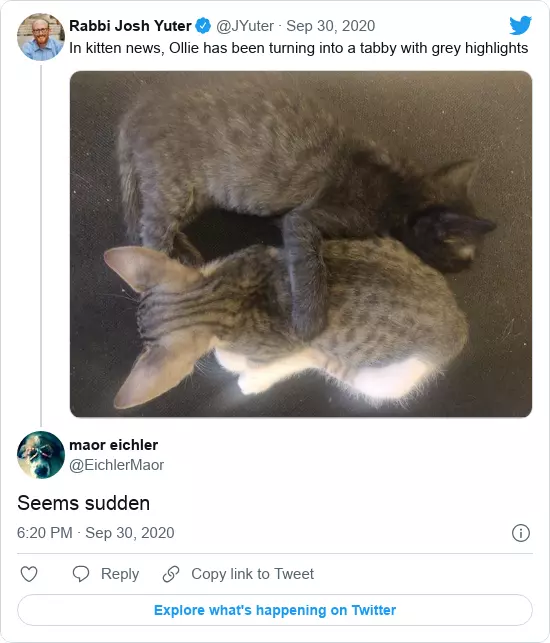 Rabbi Josh Yuter @JYuter · Sep 30, 2020
In kitten news, Ollie has been turning into a tabby with grey highlights
maor eichler
@EichlerMaor
Seems sudden
6:20 PM · Sep 30, 2020
Reply Copy link to Tweet
Explore what's happening on Twitter